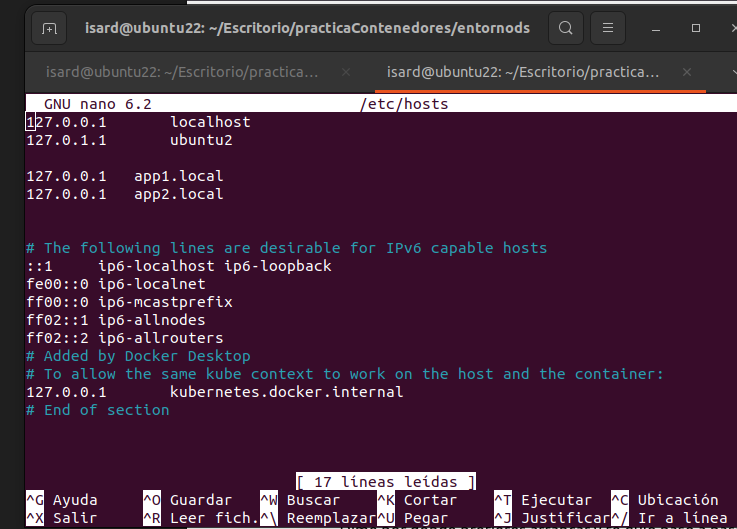 isard@ubuntu22: ~/Escritorio/practicaContenedores/entornods
isard@ubuntu22: ~/Escritorio/practica...
isard@ubuntu22: ~/Escritorio/practica...
GNU nano 6.2 /etc/hosts
127.0.0.1 localhost
127.0.1.1 ubuntu2
127.0.0.1 app1.local
127.0.0.1 app2.local
# The following lines are desirable for IPv6 capable hosts
::1 ip6-localhost ip6-loopback
fe00::0 ip6-localnet
ff00::0 ip6-mcastprefix
ff02::1 ip6-allnodes
ff02::2 ip6-allrouters
# Added by Docker Desktop
# To allow the same kube context to work on the host and the container:
127.0.0.1 kubernetes.docker.internal
# End of section
[ 17 líneas leídas ]
^G Ayuda ^O Guardar ^W Buscar ^K Cortar ^T Ejecutar ^C Ubicación
^X Salir ^R Leer fich. ^\ Reemplazar ^U Pegar ^J Justificar ^/ Ir a línea